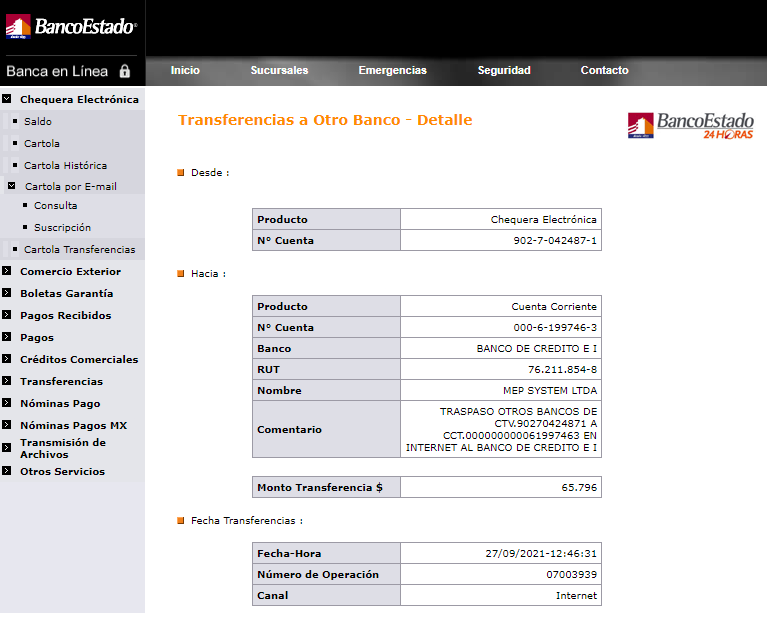 BancoEstado®
Banca en Línea
Inicio Sucursales Emergencias Seguridad Contacto
Chequera Electrónica
Saldo
Cartola
Cartola Histórica
Cartola por E-mail
Consulta
Suscripción
Cartola Transferencias
Comercio Exterior
Boletas Garantía
Pagos Recibidos
Pagos
Créditos Comerciales
Transferencias
Nóminas Pago
Nóminas Pagos MX
Transmisión de
Archivos
Otros Servicios
Transferencias a Otro Banco - Detalle
BancoEstado
24 HORAS
Desde :
Producto Chequera Electrónica
Nº Cuenta 902-7-042487-1
Hacia :
Producto Cuenta Corriente
Nº Cuenta 000-6-199746-3
Banco BANCO DE CREDITO E I
RUT 76.211.854-8
Nombre MEP SYSTEM LTDA
Comentario TRASPASO OTROS BANCOS DE
CTV.90270424871 A
CCT.000000000061997463 EN
INTERNET AL BANCO DE CREDITO E I
Monto Transferencia $ 65.796
Fecha Transferencias :
Fecha-Hora 27/09/2021-12:46:31
Número de Operación 07003939
Canal Internet